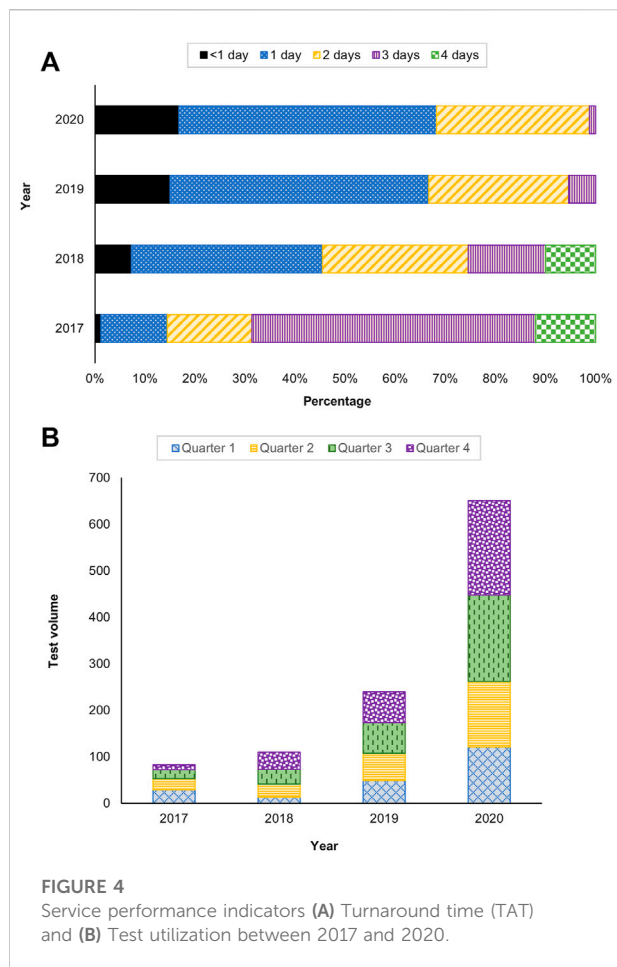 A
<1 day 1 day 2 days 3 days 4 days
Year
2020
2019
2018
2017
0% 10% 20% 30% 40% 50% 60% 70% 80% 90% 100%
Percentage
B
Quarter 1 Quarter 2 Quarter 3 Quarter 4
Test volume
700
600
500
400
300
200
100
0
2017 2018 2019 2020
Year
FIGURE 4
Service performance indicators (A) Turnaround time (TAT)
and (B) Test utilization between 2017 and 2020.